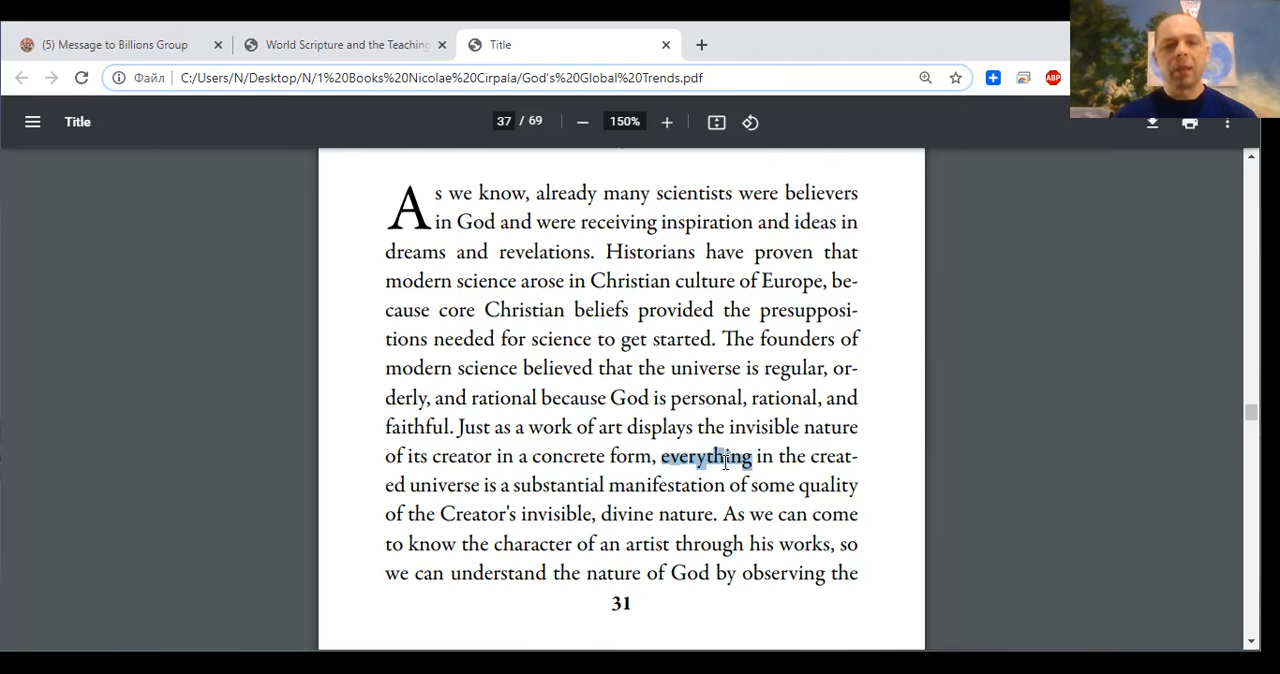 (5) Message to Billions Group
World Scripture and the Teaching
Title
Файл
C:/Users/N/Desktop/N/1%20Books%20Nicolae%20Cirpala/God's%20Global%20Trends.pdf
ABP
Title
37 / 69
150%
As we know, already many scientists were believers
in God and were receiving inspiration and ideas in
dreams and revelations. Historians have proven that
modern science arose in Christian culture of Europe, be-
cause core Christian beliefs provided the presupposi-
tions needed for science to get started. The founders of
modern science believed that the universe is regular, or-
derly, and rational because God is personal, rational, and
faithful. Just as a work of art displays the invisible nature
of its creator in a concrete form, everything in the creat-
ed universe is a substantial manifestation of some quality
of the Creator's invisible, divine nature. As we can come
to know the character of an artist through his works, so
we can understand the nature of God by observing the
31